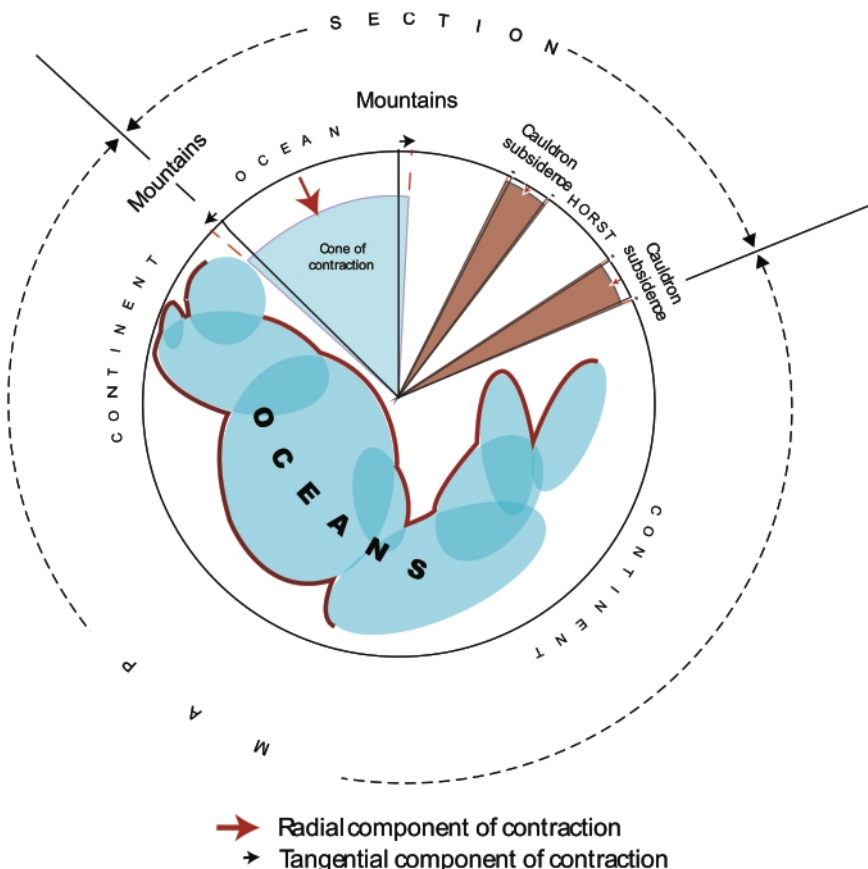 SECTION
Mountains
Mountains
OCEAN
Cauldron
subsidence
HORST
Cauldron
subsidence
Cone of
contraction
CONTINENT
OCEANS
CONTINENT
MAP
Radial component of contraction
Tangential component of contraction